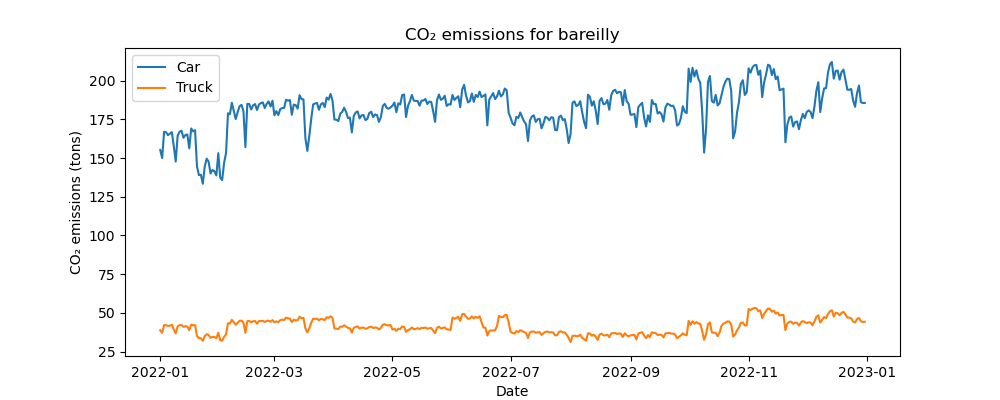 CO₂ emissions for bareilly
Car
Truck
CO₂ emissions (tons)
200
175
150
125
100
75
50
25
2022-01 2022-03 2022-05 2022-07 2022-09 2022-11 2023-01
Date